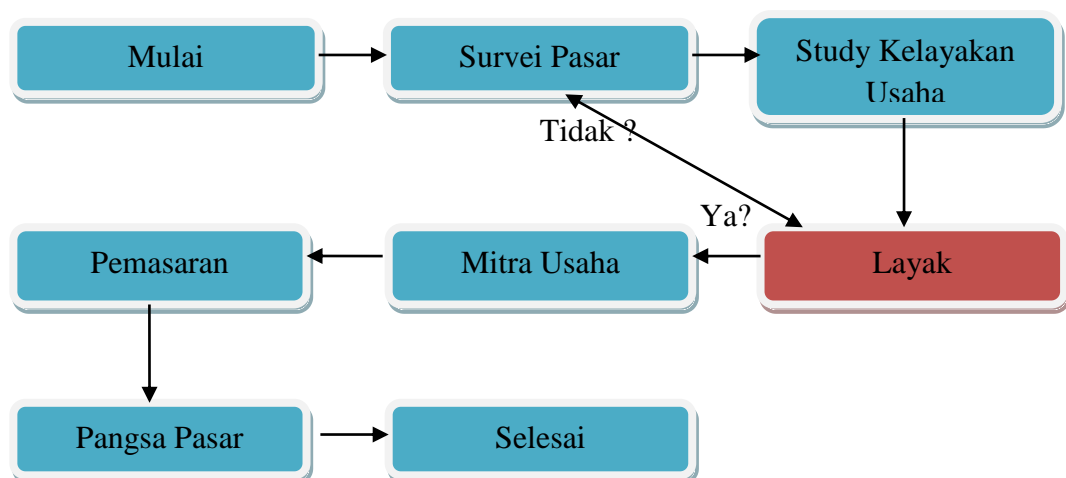 Mulai
Survei Pasar
Study Kelayakan
Usaha
Tidak ?
Ya?
Pemasaran
Mitra Usaha
Layak
Pangsa Pasar
Selesai